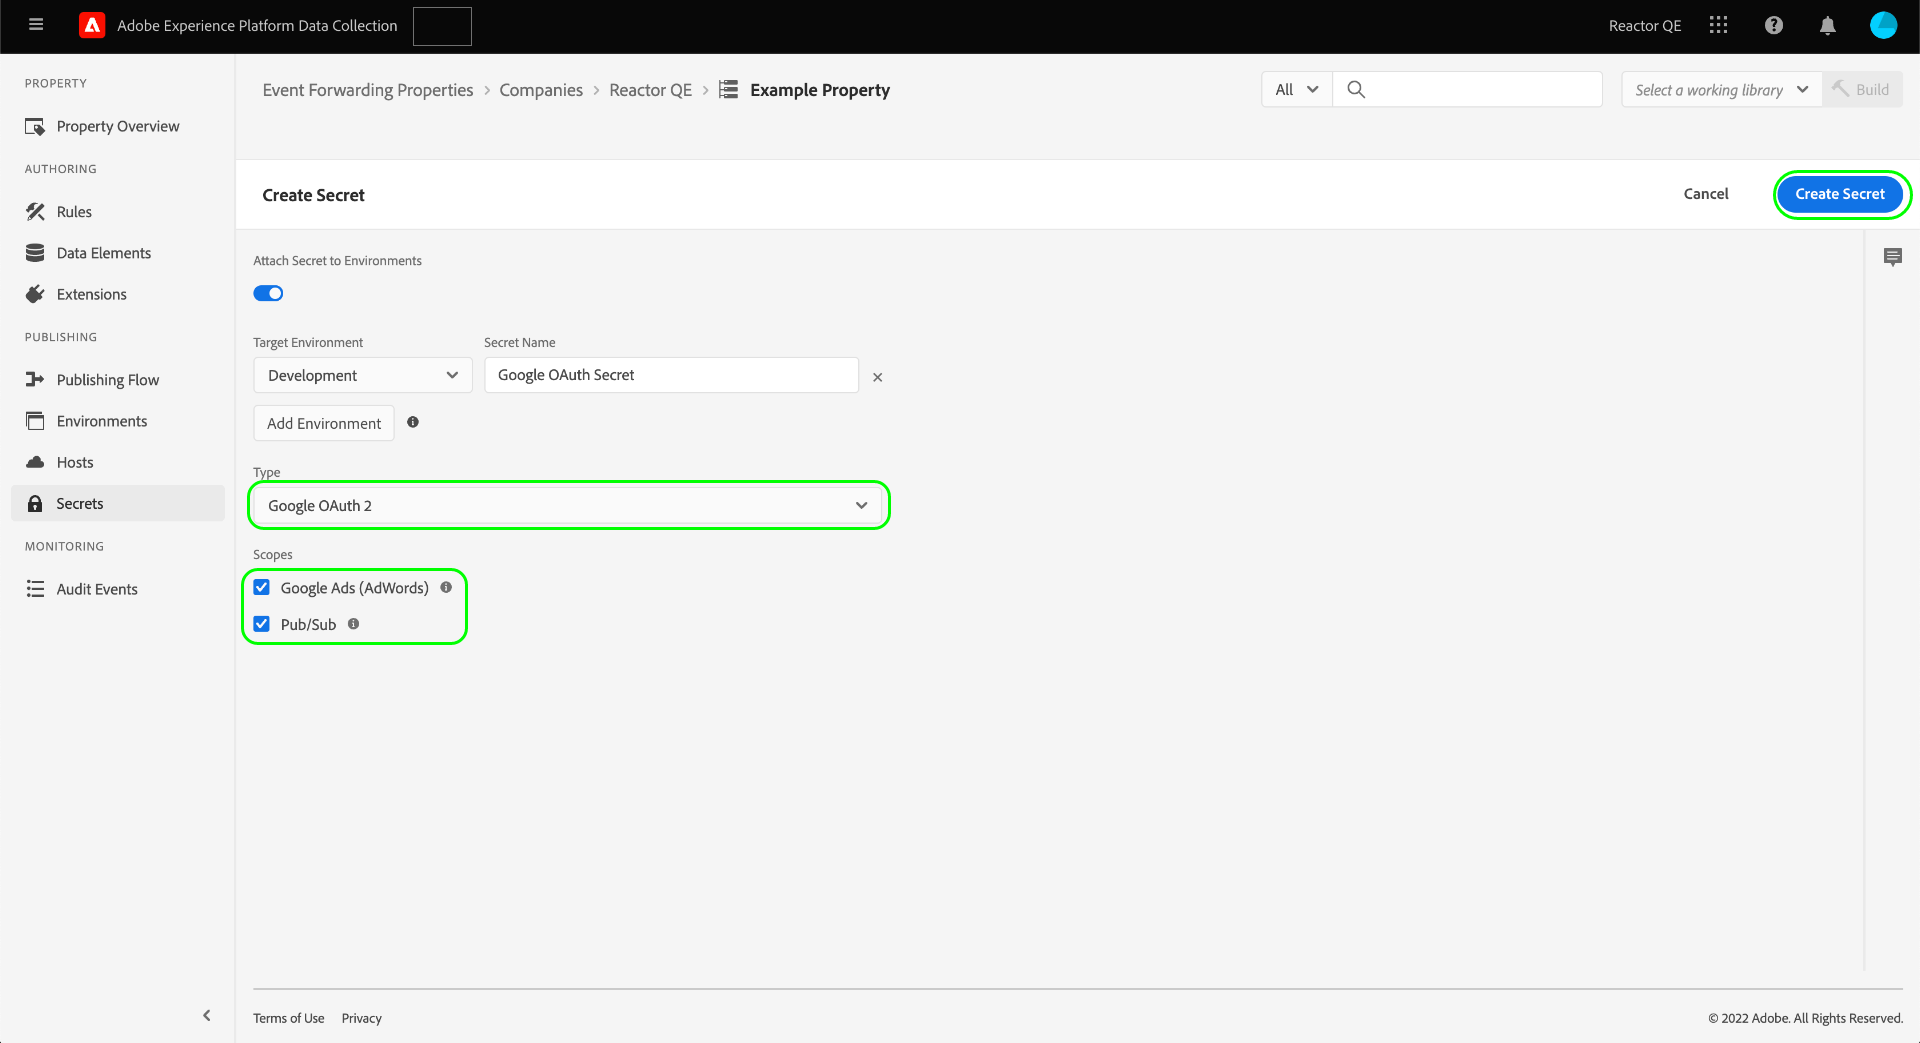 Adobe Experience Platform Data Collection
Reactor QE
PROPERTY
Property Overview
AUTHORING
Rules
Data Elements
Extensions
PUBLISHING
Publishing Flow
Environments
Hosts
Secrets
MONITORING
Audit Events
Event Forwarding Properties > Companies > Reactor QE > Example Property
All
Select a working library
Build
Create Secret
Cancel
Create Secret
Attach Secret to Environments
Target Environment
Secret Name
Development
Google OAuth Secret
Add Environment
Type
Google OAuth 2
Scopes
Google Ads (AdWords)
Pub/Sub
Terms of Use
Privacy
© 2022 Adobe. All Rights Reserved.